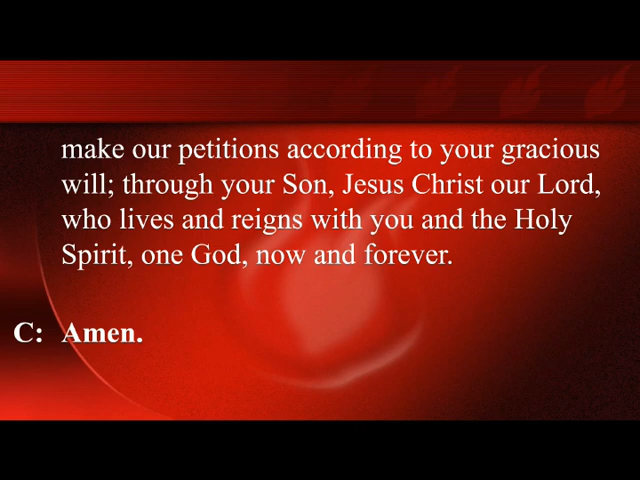 make our petitions according to your gracious
will; through your Son, Jesus Christ our Lord,
who lives and reigns with you and the Holy
Spirit, one God, now and forever.
C: Amen.